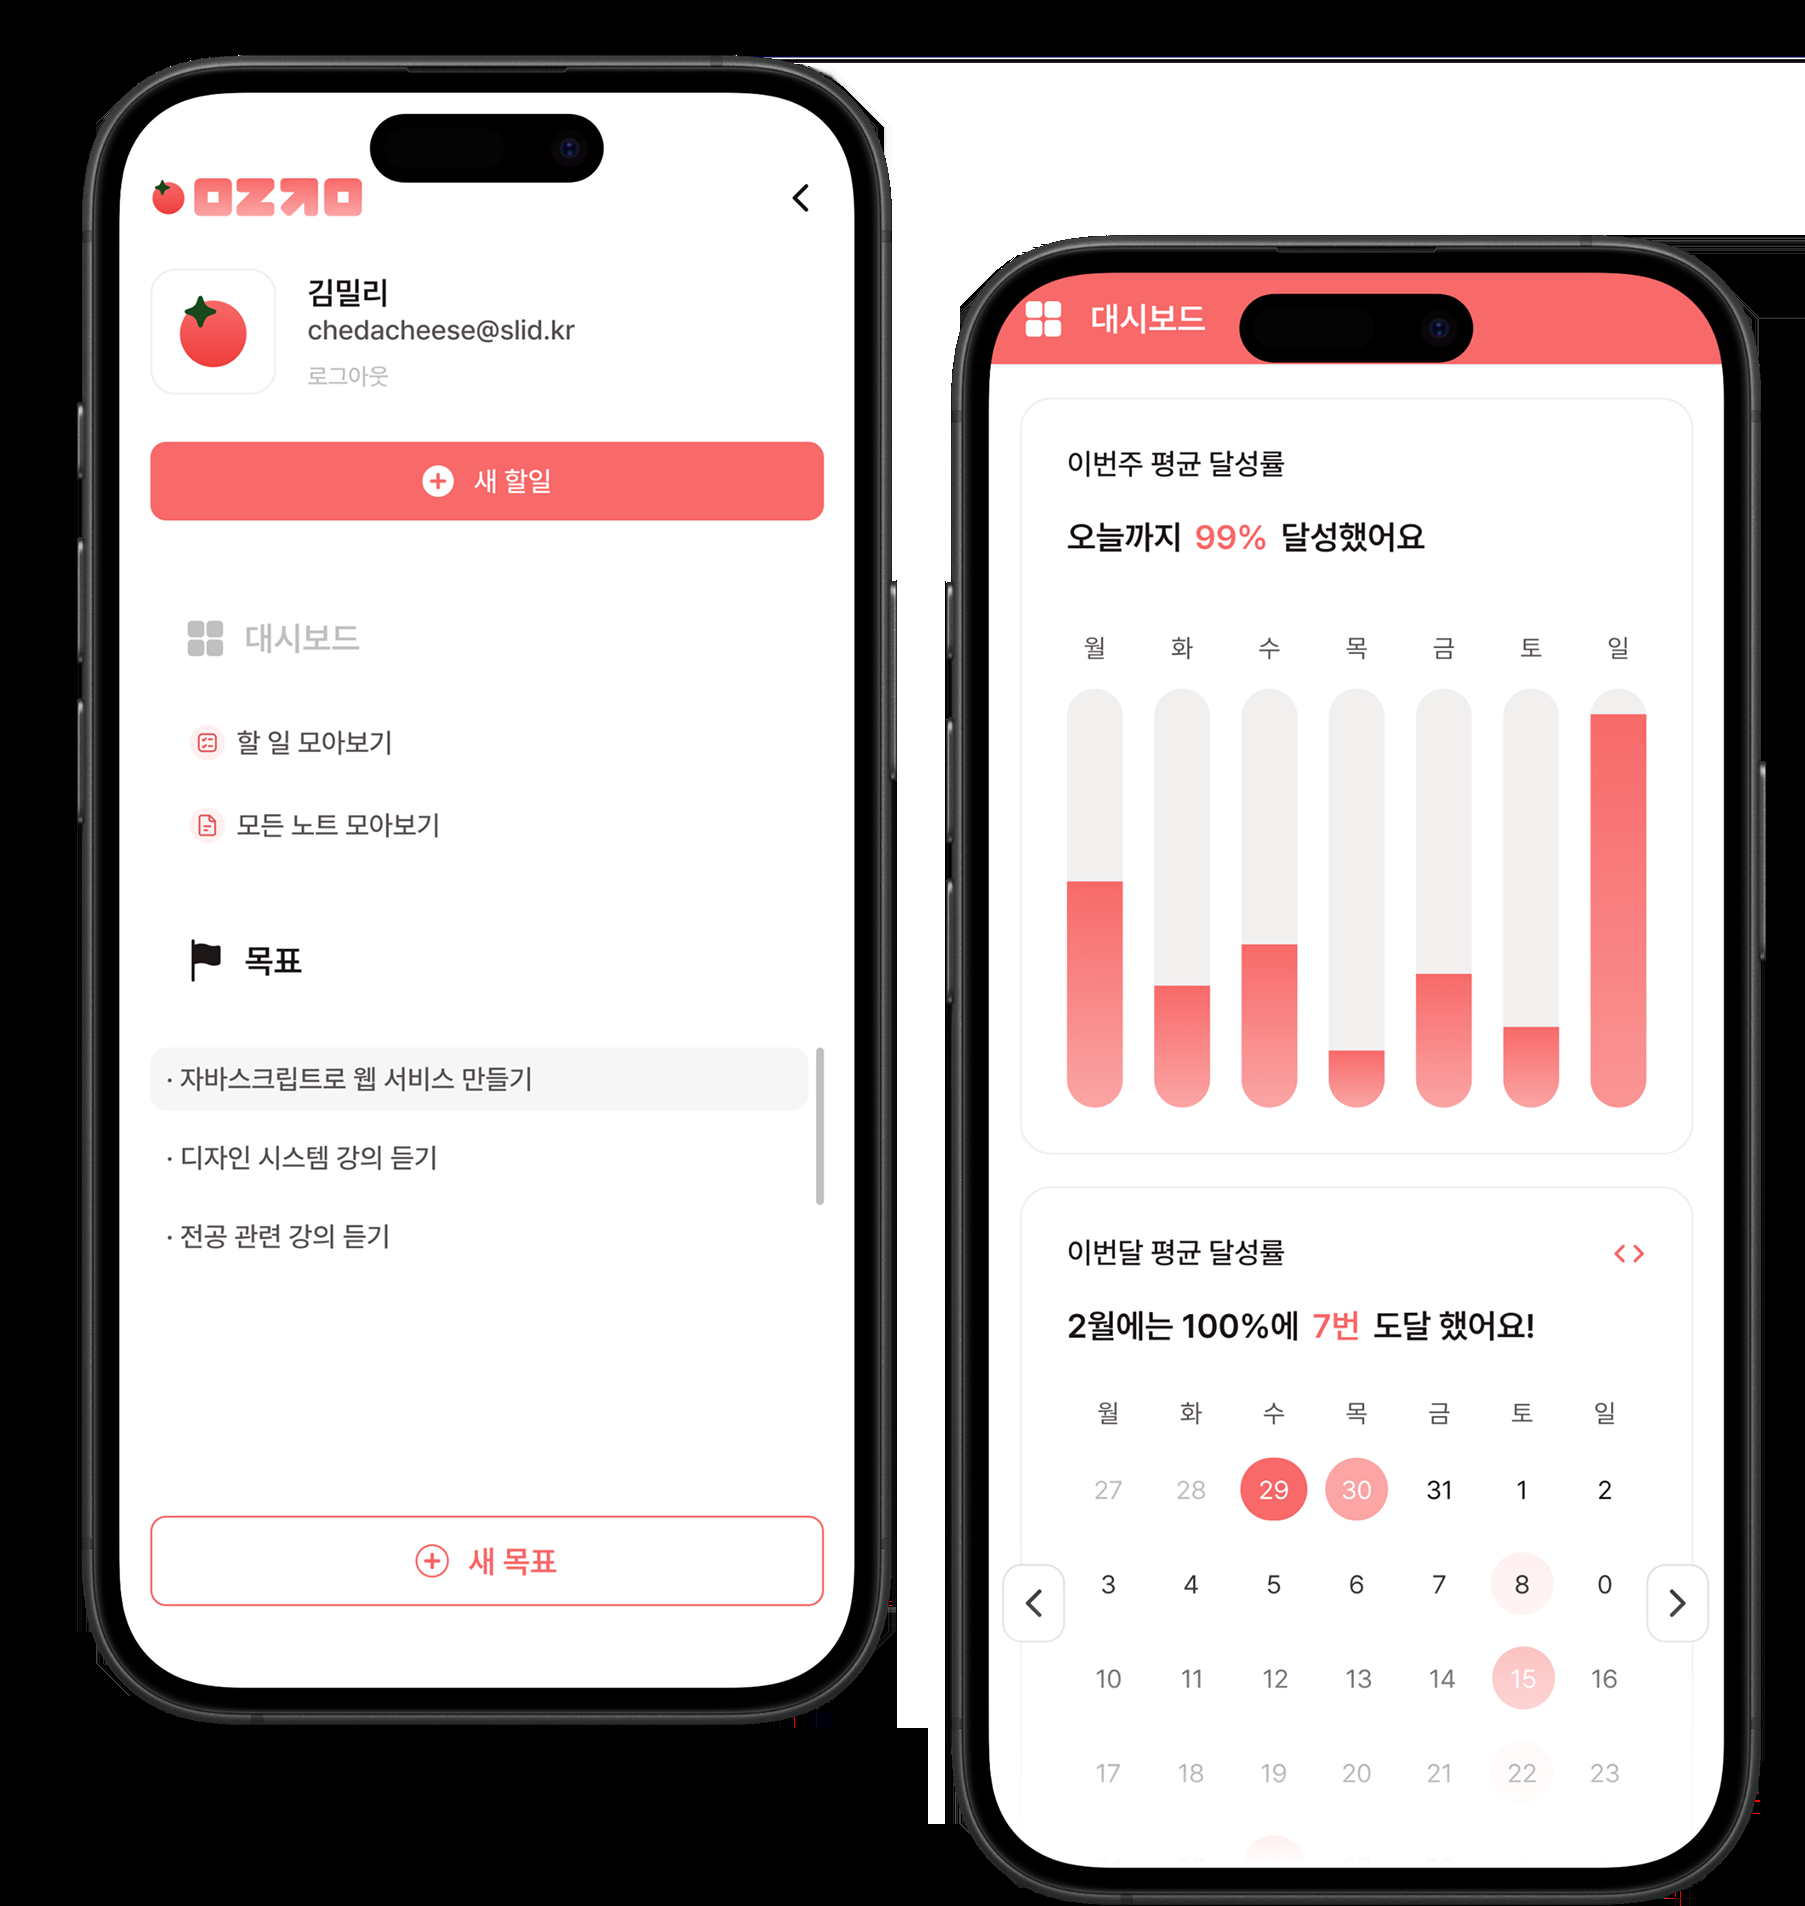 김밀리
chedacheese@slid.kr
로그아웃
새 할일
대시보드
할 일 모아보기
모든 노트 모아보기
목표
· 자바스크립트로 웹 서비스 만들기
· 디자인 시스템 강의 듣기
· 전공 관련 강의 듣기
새 목표
대시보드
이번주 평균 달성률
오늘까지 99% 달성했어요
월 화 수 목 금 토 일
이번달 평균 달성률
2월에는 100%에 7번 도달 했어요!
월 화 수 목 금 토 일
27 28 29 30 31 1 2
3 4 5 6 7 8 0
10 11 12 13 14 15 16
17 18 19 20 21 22 23